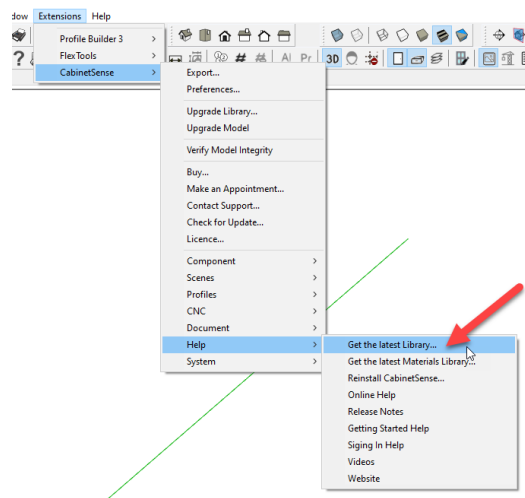 dow Extensions Help
Profile Builder 3
FlexTools
CabinetSense
? # AI Pr 3D
Export...
Preferences...
Upgrade Library...
Upgrade Model
Verify Model Integrity
Buy...
Make an Appointment...
Contact Support...
Check for Update...
Licence...
Component
Scenes
Profiles
CNC
Document
Help
System
Get the latest Library...
Get the latest Materials Library...
Reinstall CabinetSense...
Online Help
Release Notes
Getting Started Help
Siging In Help
Videos
Website